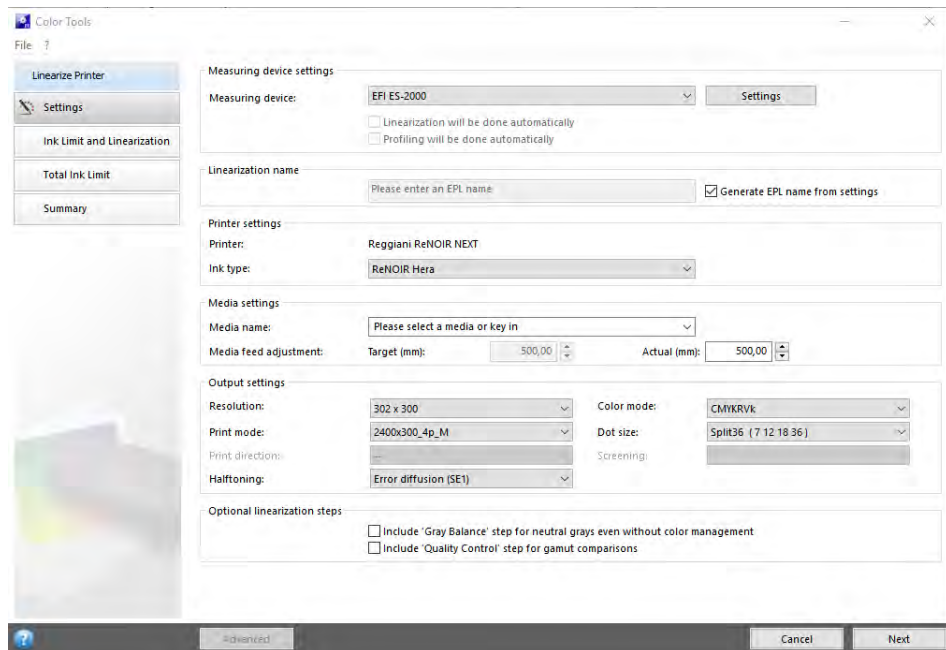 Color Tools
File ?
Linearize Printer
Settings
Ink Limit and Linearization
Total Ink Limit
Summary
Measuring device settings
Measuring device: EFI ES-2000 Settings
Linearization will be done automatically
Profiling will be done automatically
Linearization name
Please enter an EPL name Generate EPL name from settings
Printer settings
Printer: Reggiani ReNOIR NEXT
Ink type: ReNOIR Hera
Media settings
Media name: Please select a media or key in
Media feed adjustment: Target (mm): 500,00 Actual (mm): 500,00
Output settings
Resolution: 302 x 300 Color mode: CMYKRVk
Print mode: 2400x300_4p_M Dot size: Split36 ( 7 12 18 36 )
Print direction: --- Screening:
Halftoning: Error diffusion (SE1)
Optional linearization steps
Include 'Gray Balance' step for neutral grays even without color management
Include 'Quality Control' step for gamut comparisons
? Advanced Cancel Next